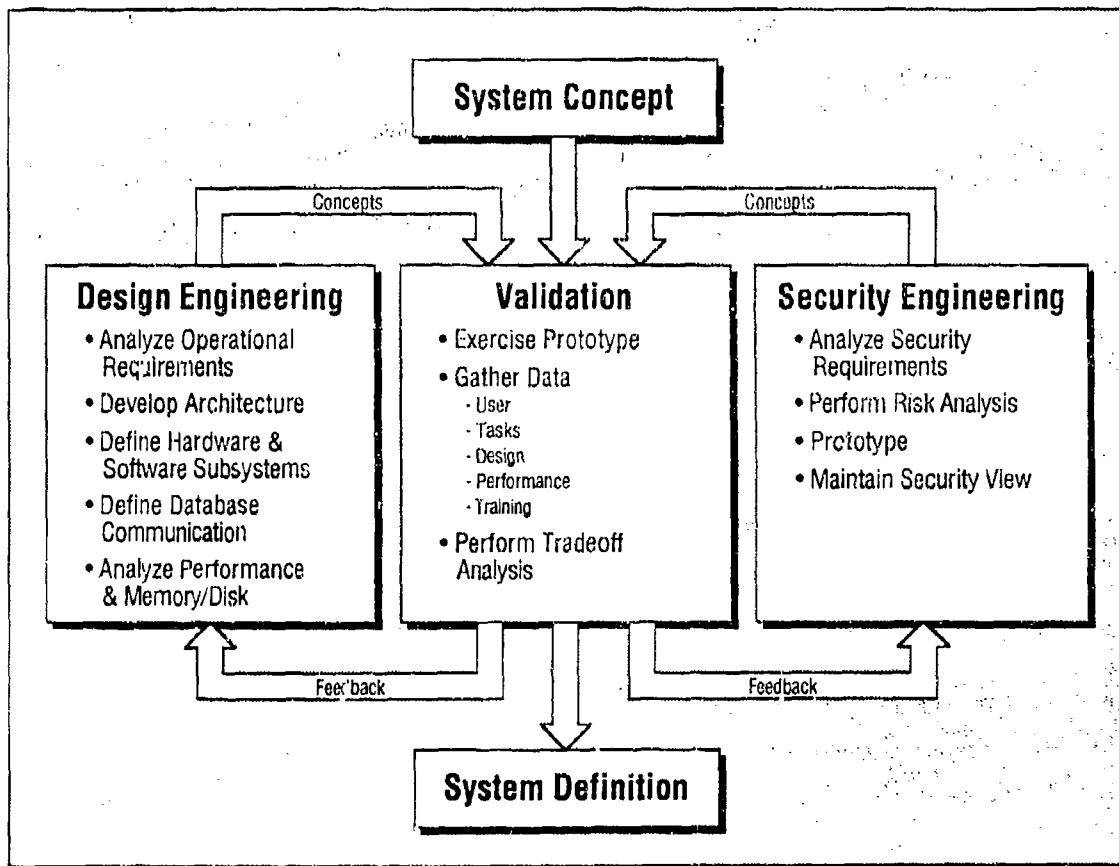 System Concept
Concepts
Concepts
Design Engineering
• Analyze Operational
Requirements
• Develop Architecture
• Define Hardware &
Software Subsystems
• Define Database
Communication
• Analyze Performance
& Memory/Disk
Validation
• Exercise Prototype
• Gather Data
- User
- Tasks
- Design
- Performance
- Training
• Perform Tradeoff
Analysis
Security Engineering
• Analyze Security
Requirements
• Perform Risk Analysis
• Prototype
• Maintain Security View
Feedback
Feedback
System Definition